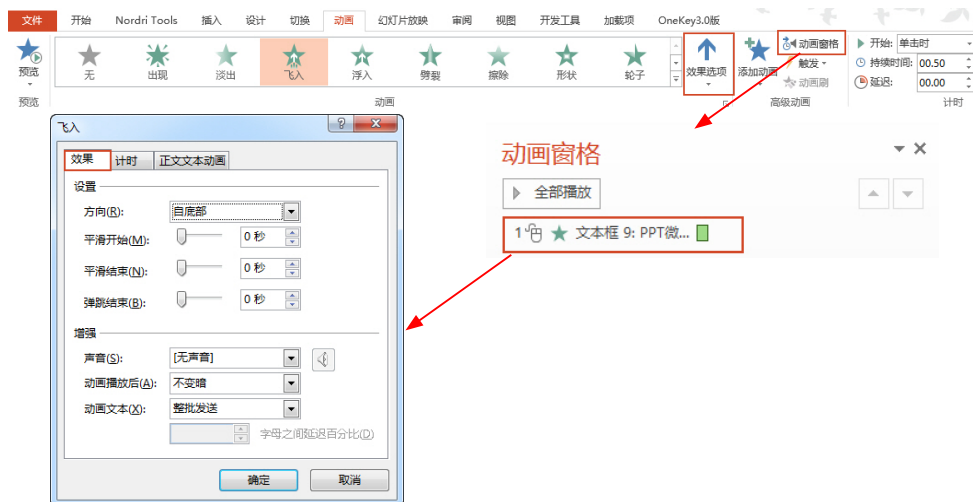 文件 开始 Nordri Tools 插入 设计 切换 动画 幻灯片放映 审阅 视图 开发工具 加载项 OneKey3.0版
预览 无 出现 淡出 飞入 浮入 劈裂 擦除 形状 轮子 效果选项 添加动画 动画窗格 开始: 单击时
触发 持续时间: 00.50
动画刷 延迟: 00.00
预览 动画 高级动画 计时
飞入
效果 计时 正文文本动画
设置
方向(R): 自底部
平滑开始(M): 0 秒
平滑结束(N): 0 秒
弹跳结束(B): 0 秒
增强
声音(S): [无声音]
动画播放后(A): 不变暗
动画文本(X): 整批发送
字母之间延迟百分比(D)
确定 取消
动画窗格
全部播放
1 文本框 9: PPT微...